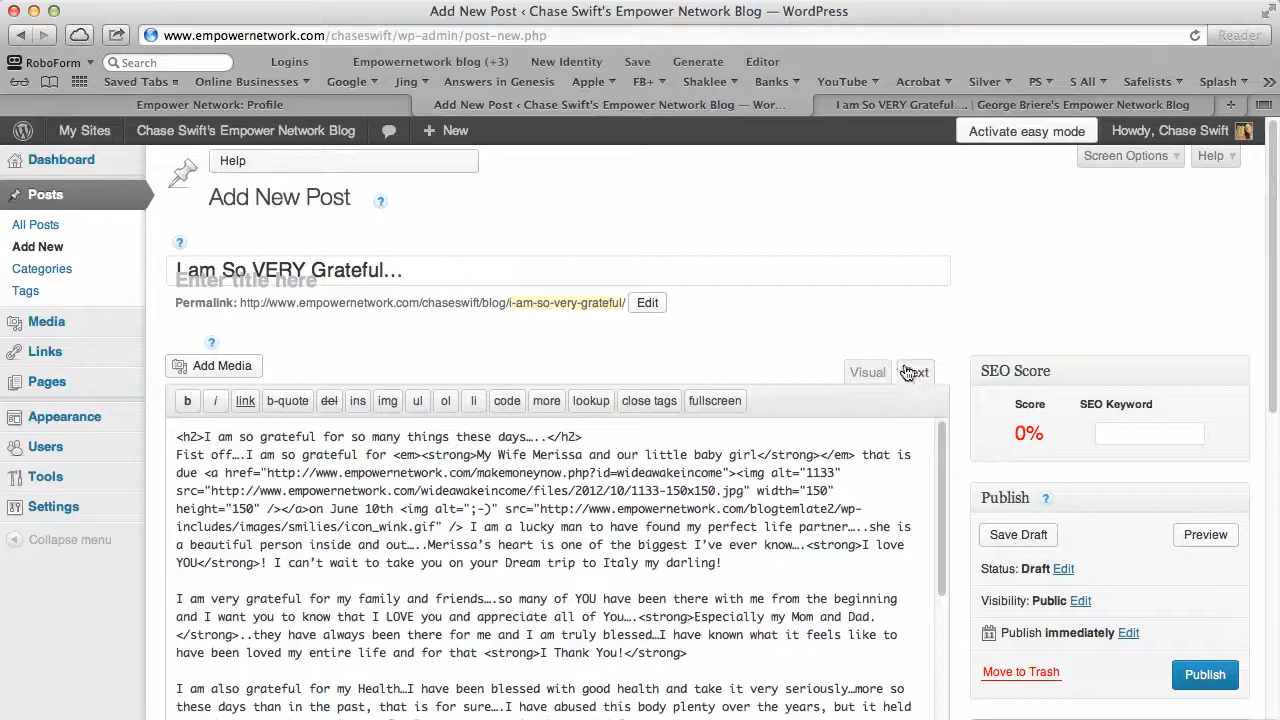 Add New Post ‹ Chase Swift's Empower Network Blog — WordPress
www.empowernetwork.com/chaseswift/wp-admin/post-new.php
Reader
RoboForm
Search
Logins
Empowernetwork blog (+3)
New Identity
Save
Generate
Editor
Saved Tabs
Online Businesses
Google
Jing
Answers in Genesis
Apple
FB+
Shaklee
Banks
YouTube
Acrobat
Silver
PS
S All
Safelists
Splash
Empower Network: Profile
Add New Post ‹ Chase Swift's Empower Network Blog — Wor...
I am So VERY Grateful…. | George Briere's Empower Network Blog
My Sites
Chase Swift's Empower Network Blog
+ New
Activate easy mode
Howdy, Chase Swift
Dashboard
Posts
All Posts
Add New
Categories
Tags
Media
Links
Pages
Appearance
Users
Tools
Settings
Collapse menu
Help
Screen Options
Help
Add New Post
I am So VERY Grateful…
Enter title here
Permalink: http://www.empowernetwork.com/chaseswift/blog/i-am-so-very-grateful/ Edit
Add Media
Visual
b
i
link
b-quote
del
ins
img
ul
ol
li
code
more
lookup
close tags
fullscreen
<h2>I am so grateful for so many things these days…..</h2>
Fist off….I am so grateful for <em><strong>My Wife Merissa and our little baby girl</strong></em> that is
due <a href="http://www.empowernetwork.com/makemoneynow.php?id=wideawakeincome"><img alt="1133"
src="http://www.empowernetwork.com/wideawakeincome/files/2012/10/1133-150x150.jpg" width="150"
height="150" /></a>on June 10th <img alt=";-)" src="http://www.empowernetwork.com/blogtemlate2/wp-
includes/images/smilies/icon_wink.gif" /> I am a lucky man to have found my perfect life partner…..she is
a beautiful person inside and out…..Merissa's heart is one of the biggest I've ever know….<strong>I love
YOU</strong>! I can't wait to take you on your Dream trip to Italy my darling!
I am very grateful for my family and friends….so many of YOU have been there with me from the beginning
and I want you to know that I LOVE you and appreciate all of You….<strong>Especially my Mom and Dad.
</strong>..they have always been there for me and I am truly blessed…I have known what it feels like to
have been loved my entire life and for that <strong>I Thank You!</strong>
I am also grateful for my Health…I have been blessed with good health and take it very seriously…more so
these days than in the past, that is for sure….I have abused this body plenty over the years, but it held
SEO Score
Score
SEO Keyword
0%
Publish
Save Draft
Preview
Status: Draft Edit
Visibility: Public Edit
Publish immediately Edit
Move to Trash
Publish